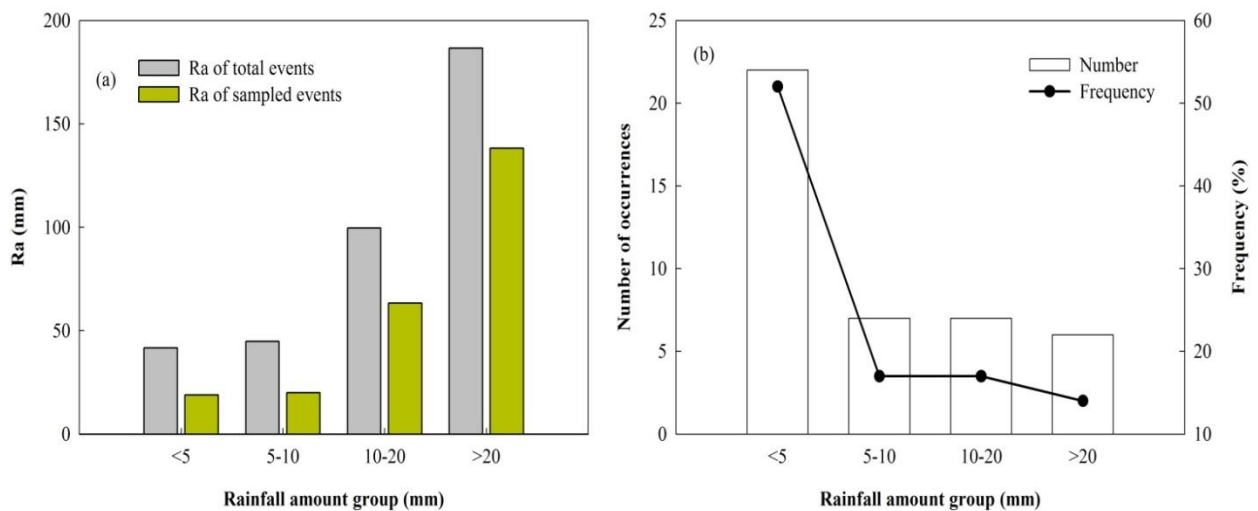 (a)
Ra of total events
Ra of sampled events
Ra (mm)
200
150
100
50
0
<5 5-10 10-20 >20
Rainfall amount group (mm)
(b)
Number
Frequency
Number of occurrences
25
20
15
10
5
0
Frequency (%)
60
50
40
30
20
10
<5 5-10 10-20 >20
Rainfall amount group (mm)